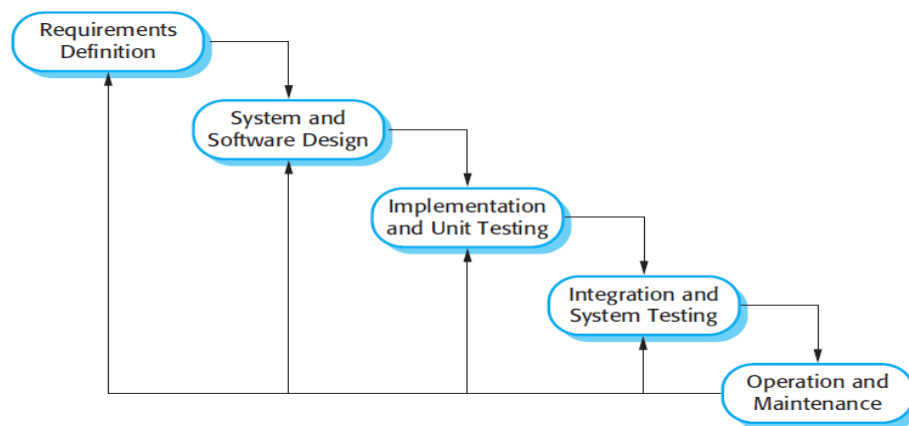 Requirements
Definition
System and
Software Design
Implementation
and Unit Testing
Integration and
System Testing
Operation and
Maintenance